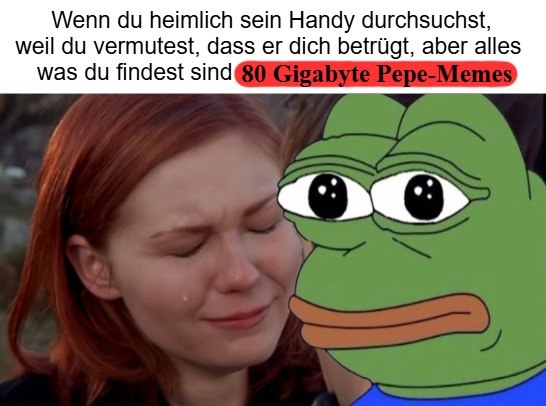 Wenn du heimlich sein Handy durchsuchst,
weil du vermutest, dass er dich betrügt, aber alles
was du findest sind 80 Gigabyte Pepe-Memes